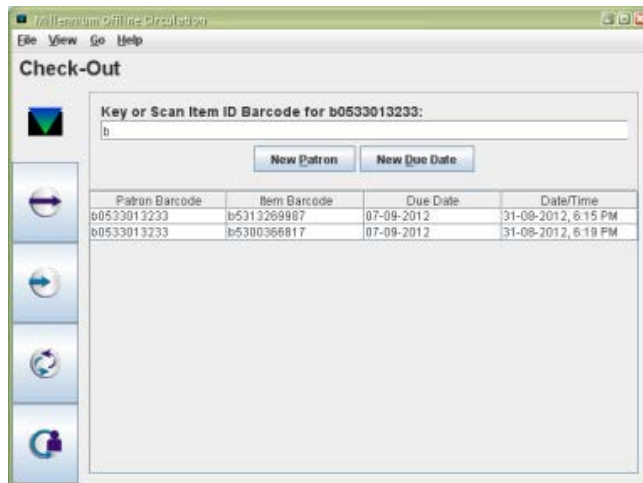 Millennium Offline Circulation
File View Go Help
Check-Out
Key or Scan Item ID Barcode for b0533013233:
b
New Patron New Due Date
Patron Barcode Item Barcode Due Date Date/Time
b0533013233 b5313269987 07-09-2012 31-08-2012, 6:15 PM
b0533013233 b5300366817 07-09-2012 31-08-2012, 6:19 PM